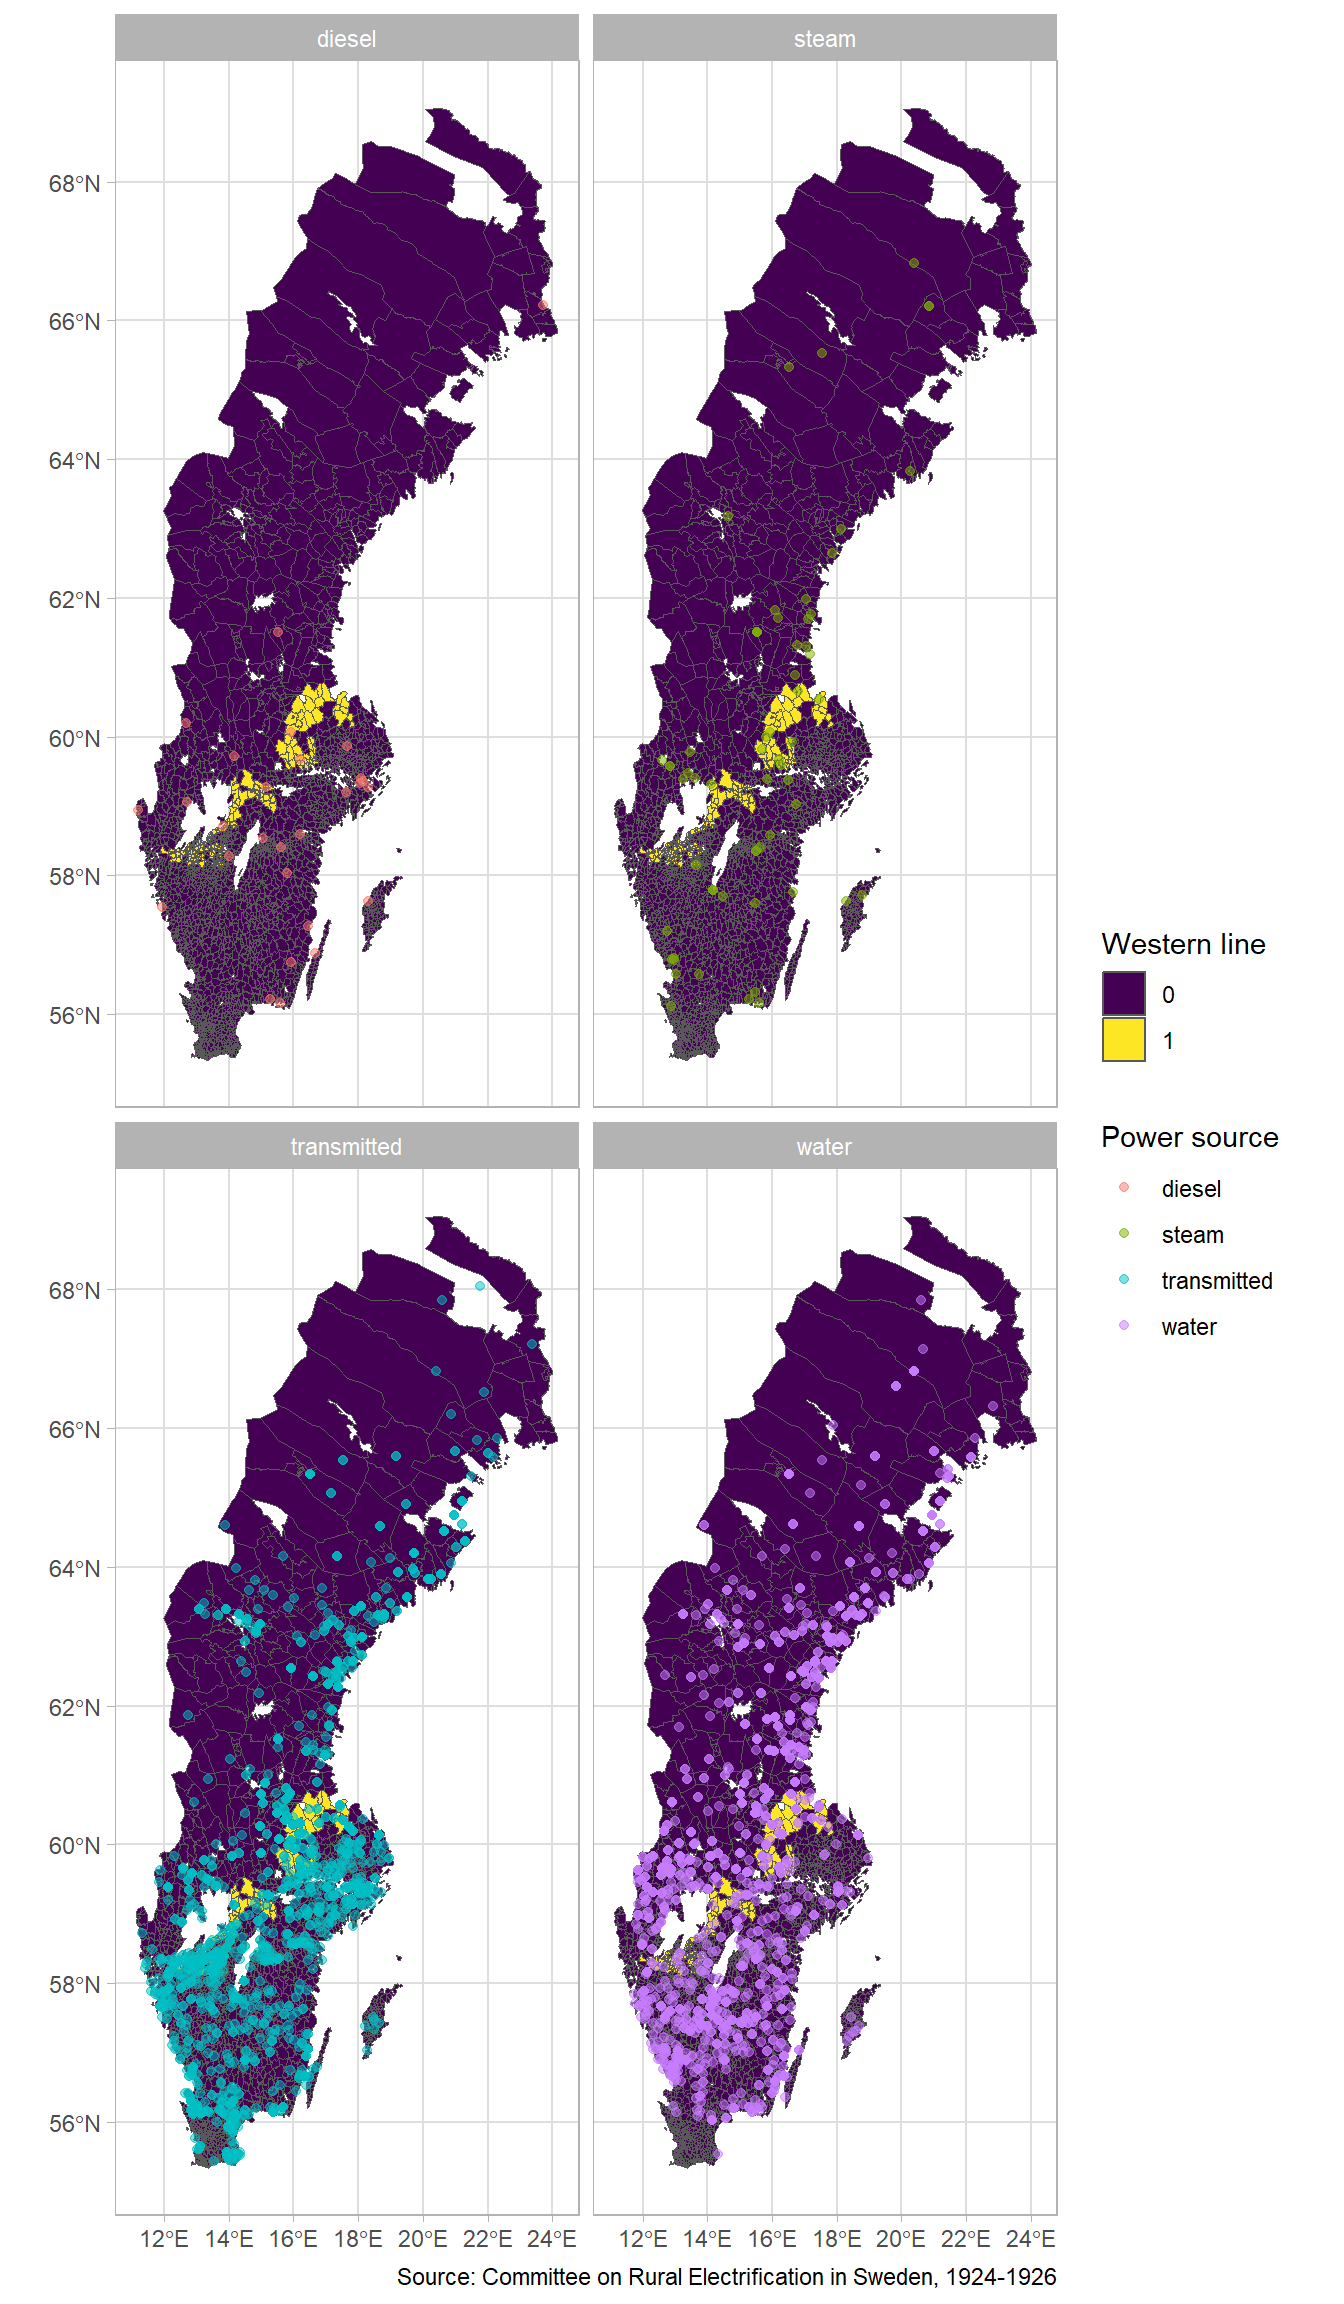 diesel
steam
68°N
66°N
64°N
62°N
60°N
58°N
56°N
Western line
0
1
transmitted
water
Power source
diesel
steam
transmitted
water
68°N
66°N
64°N
62°N
60°N
58°N
56°N
12°E 14°E 16°E 18°E 20°E 22°E 24°E
12°E 14°E 16°E 18°E 20°E 22°E 24°E
Source: Committee on Rural Electrification in Sweden, 1924-1926